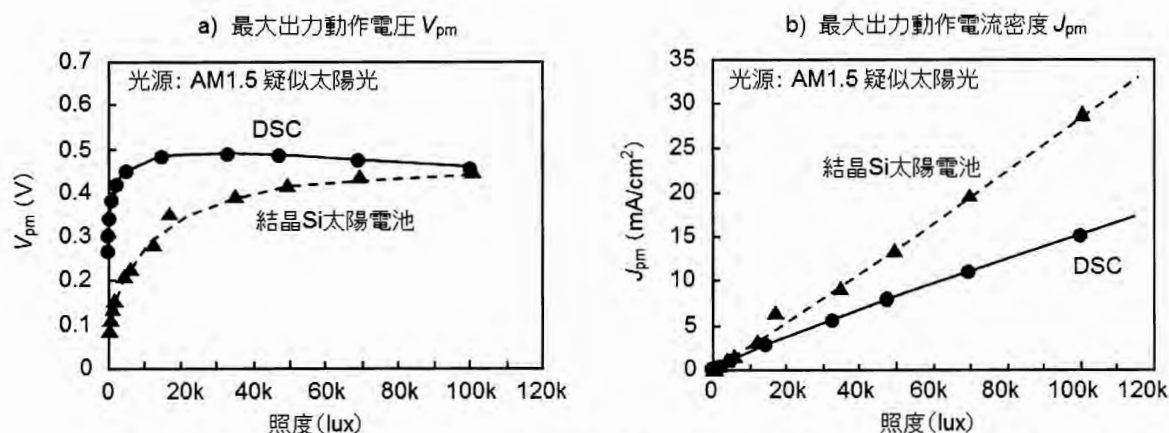 a) 最大出力動作電圧 Vpm
0.7
0.6
0.5
0.4
0.3
0.2
0.1
0
Vpm (V)
光源: AM1.5 疑似太陽光
DSC
結晶Si太陽電池
0 20k 40k 60k 80k 100k 120k
照度(lux)
b) 最大出力動作電流密度 Jpm
35
30
25
20
15
10
5
0
Jpm (mA/cm²)
光源: AM1.5 疑似太陽光
結晶Si太陽電池
DSC
0 20k 40k 60k 80k 100k 120k
照度(lux)